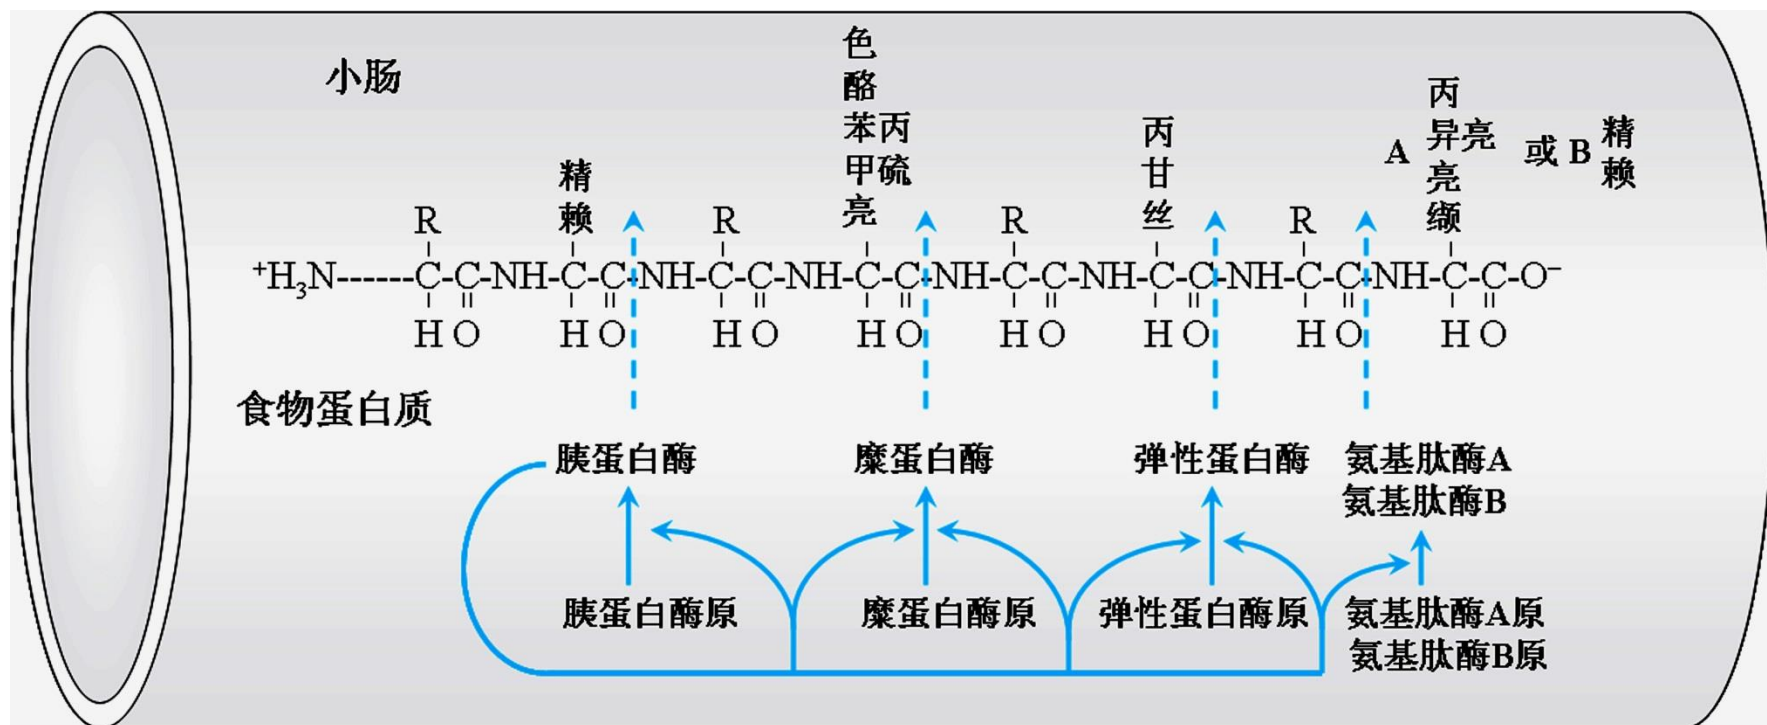 小肠
色
酪
苯丙
甲硫
亮
丙
异亮
亮
缬
A
或 B
精
赖
丙
甘
丝
精
赖
R
R
R
R
⁺H₃N------C-C-NH-C-C-NH-C-C-NH-C-C-NH-C-C-NH-C-C-NH-C-C-NH-C-C-O⁻
H O H O H O H O H O H O H O H O
食物蛋白质
胰蛋白酶
糜蛋白酶
弹性蛋白酶
氨基肽酶A
氨基肽酶B
胰蛋白酶原
糜蛋白酶原
弹性蛋白酶原
氨基肽酶A原
氨基肽酶B原